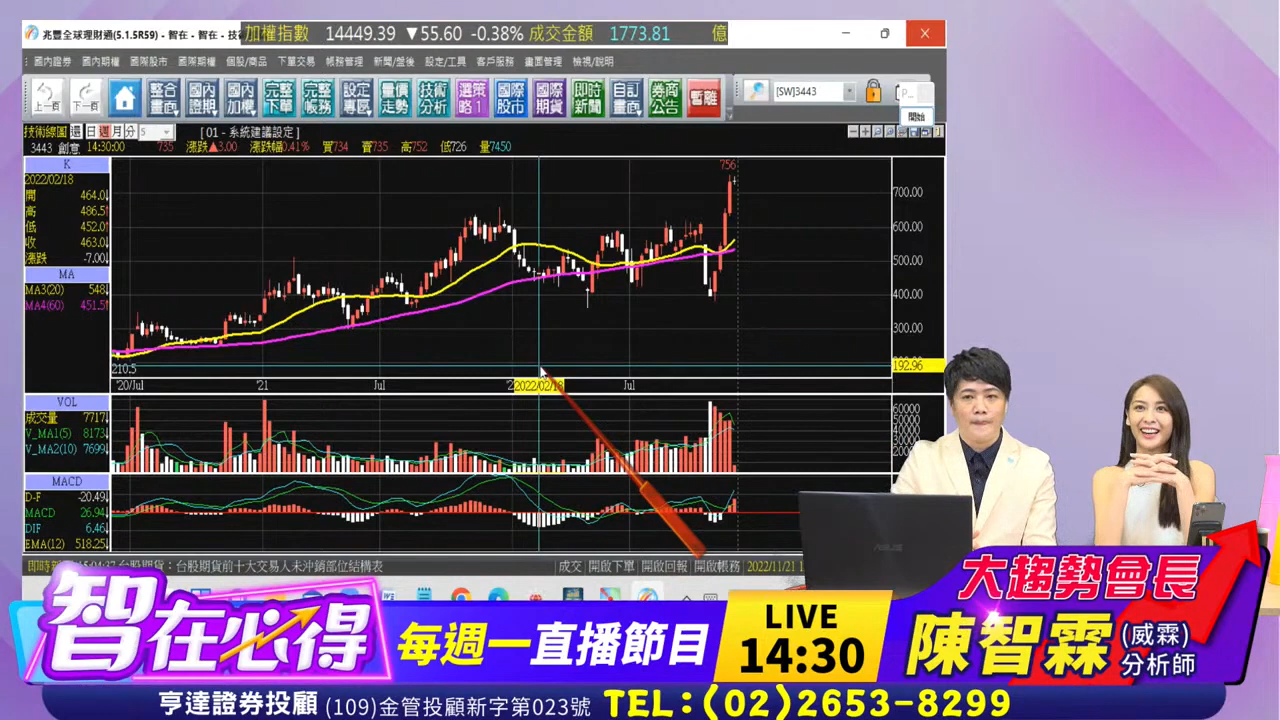 兆豐全球理財通(5.1.5R59) - 智在 - 智在 - 技術
加權指數 14449.39 ▼55.60 -0.38% 成交金額 1773.81 億
國內證券 國內期權 國際股市 國際期權 個股/商品 下單交易 帳務管理 新聞/盤後 設定/工具 客戶服務 畫面管理 檢視/說明
上一頁 下一頁 整合畫面 國內證期 國內加權 完整下單 完整帳務 設定專區 量價走勢 技術分析 選策略1 國際股市 國際期貨 即時新聞 自訂畫面 券商公告 暫離 [SW]3443
開始
技術線圖 還 日 週 月 分 5 [01 - 系統建議設定]
3443 創意 14:30:00 735 漲跌▲3.00 漲跌幅0.41% 買734 賣735 高752 低726 量7450
K
2022/02/18
開 464.0
高 486.5
低 452.0
收 463.0
漲跌 -7.00
MA
MA3(20) 548
MA4(60) 451.5
756
700.00
600.00
500.00
400.00
300.00
192.96
210.5
'20/Jul '21 Jul 2022/02/18 Jul
VOL
成交量 7717
V_MA1(5) 8173
V_MA2(10) 7699
60000
40000
MACD
D-F -20.49
MACD 26.94
DIF 6.46
EMA(12) 518.25
台股期貨：台股期貨前十大交易人未沖銷部位結構表 成交 開啟下單 開啟回報 開啟帳務 2022/11/21
ASUS
大趨勢會長
智在必得
每週一直播節目
LIVE
14:30
陳智霖
(威霖)
分析師
亨達證券投顧 (109)金管投顧新字第023號 TEL:(02)2653-8299